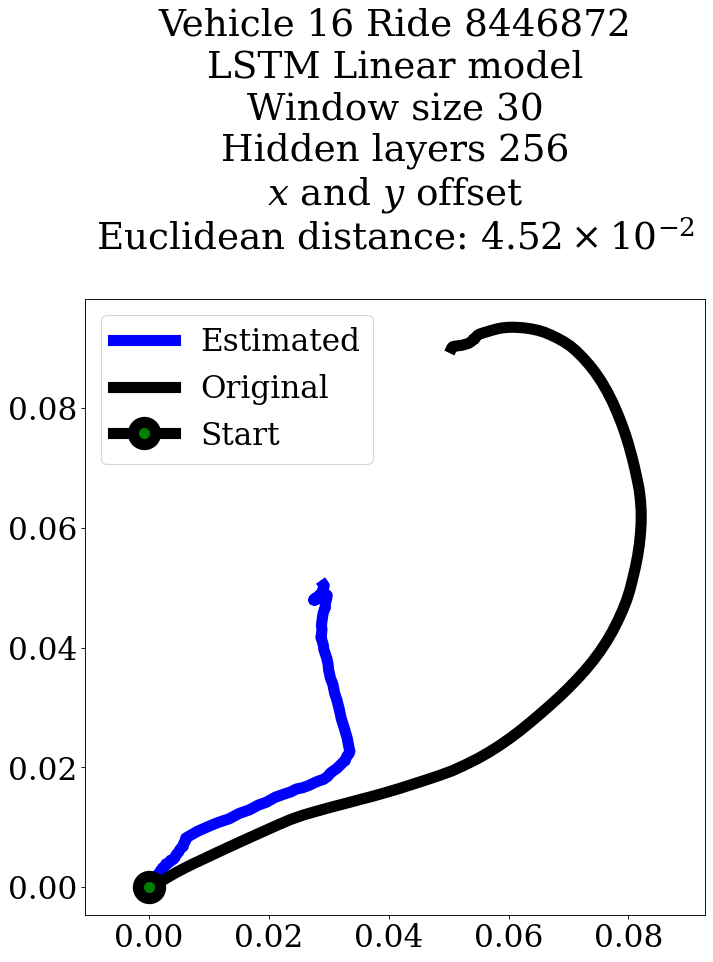 Vehicle 16 Ride 8446872
LSTM Linear model
Window size 30
Hidden layers 256
x and y offset
Euclidean distance: 4.52 × 10⁻²
Estimated
Original
Start
0.08
0.06
0.04
0.02
0.00
0.00 0.02 0.04 0.06 0.08